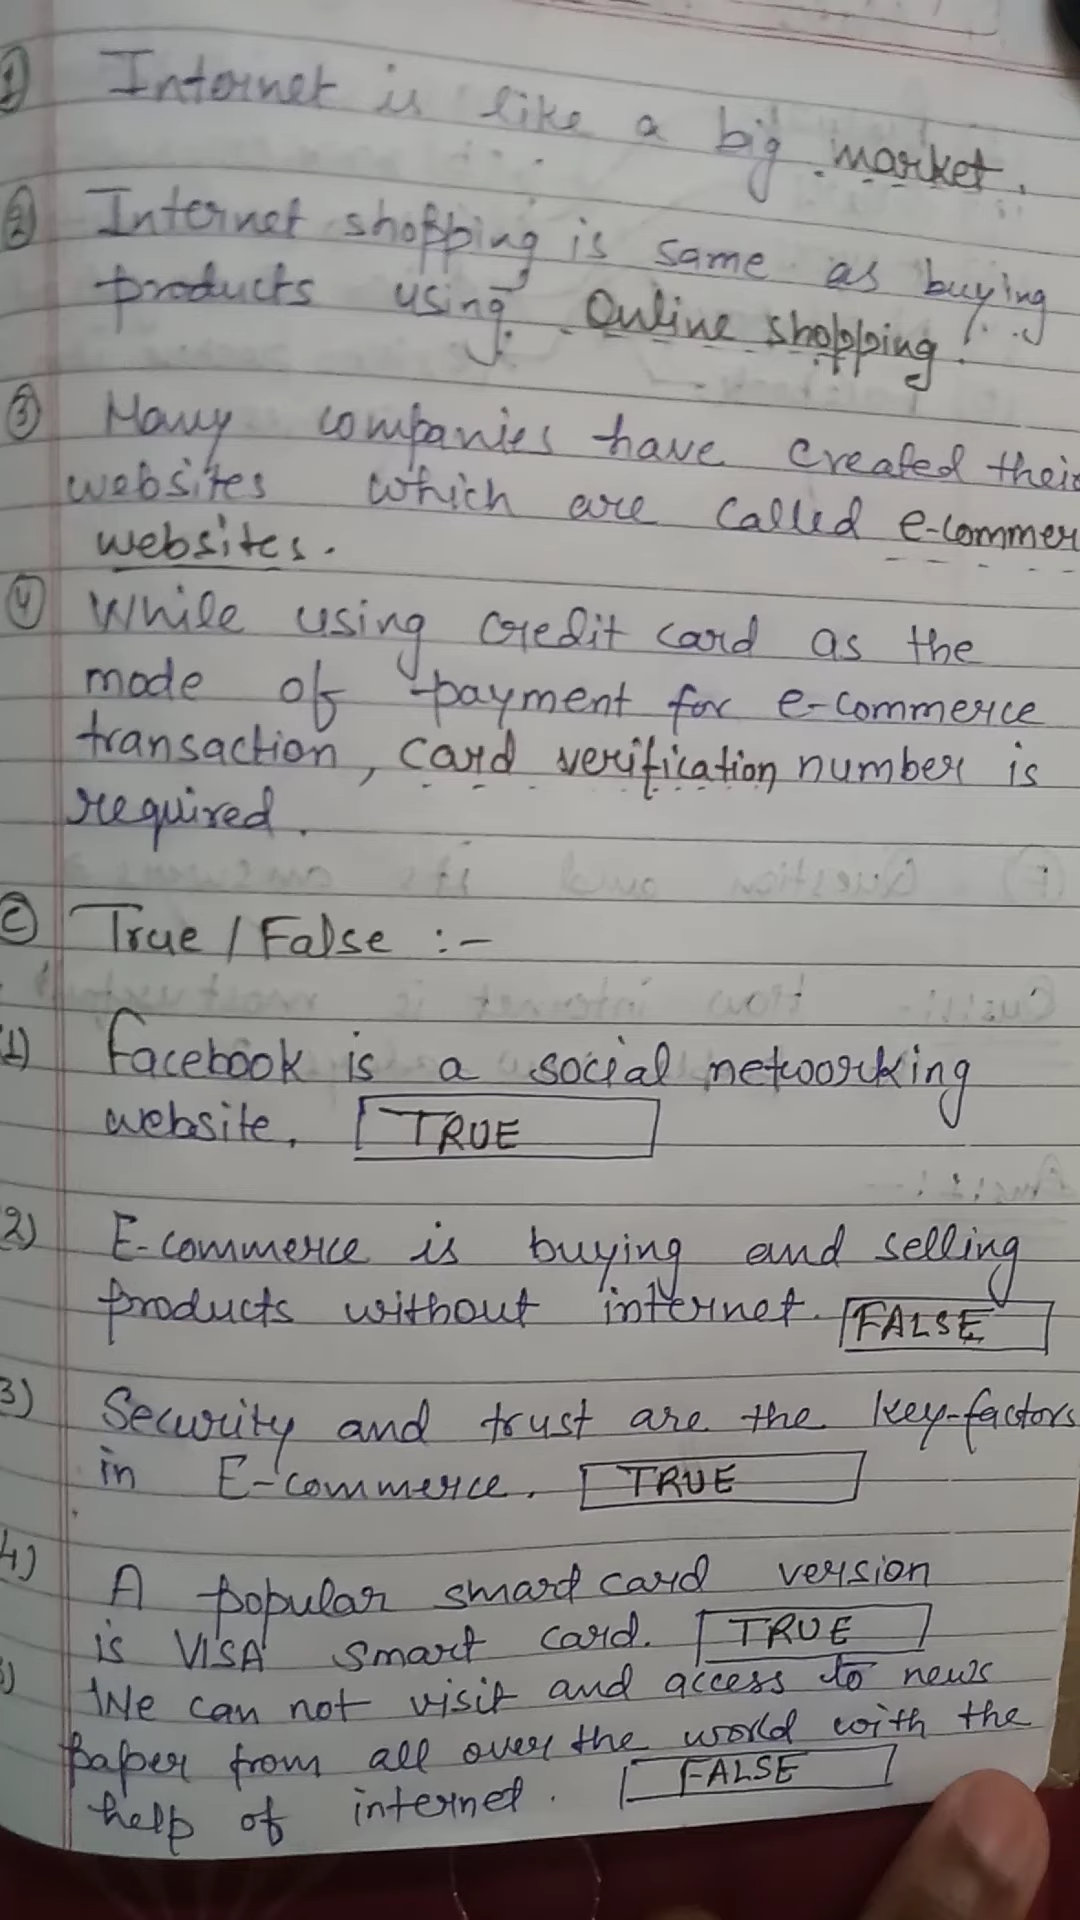 ① Internet is like a big market.
② Internet shopping is same as buying
products using Online shopping.
③ Many companies have created their
websites which are called e-commer
websites.
④ While using credit card as the
mode of payment for e-commerce
transaction, card verification number is
required.
Ⓒ True / False :-
1) Facebook is a social networking
website. TRUE
2) E-commerce is buying and selling
products without internet. FALSE
3) Security and trust are the key-factors
in E-commerce. TRUE
4) A popular smart card version
is VISA smart card. TRUE
We can not visit and access to news
paper from all over the world with the
help of internet. FALSE